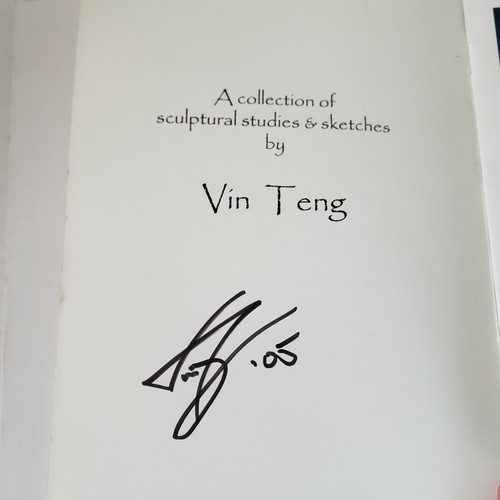 A collection of
sculptural studies & sketches
by
Vin Teng
.05